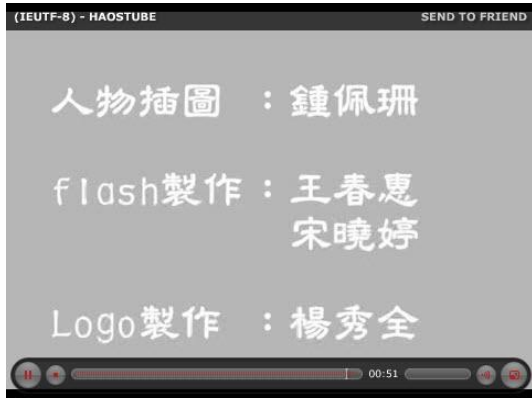 (IEUTF-8) - HAOSTUBE
SEND TO FRIEND
人物插圖 ：鍾佩珊
flash製作：王春惠
宋曉婷
Logo製作 ：楊秀全
00:51